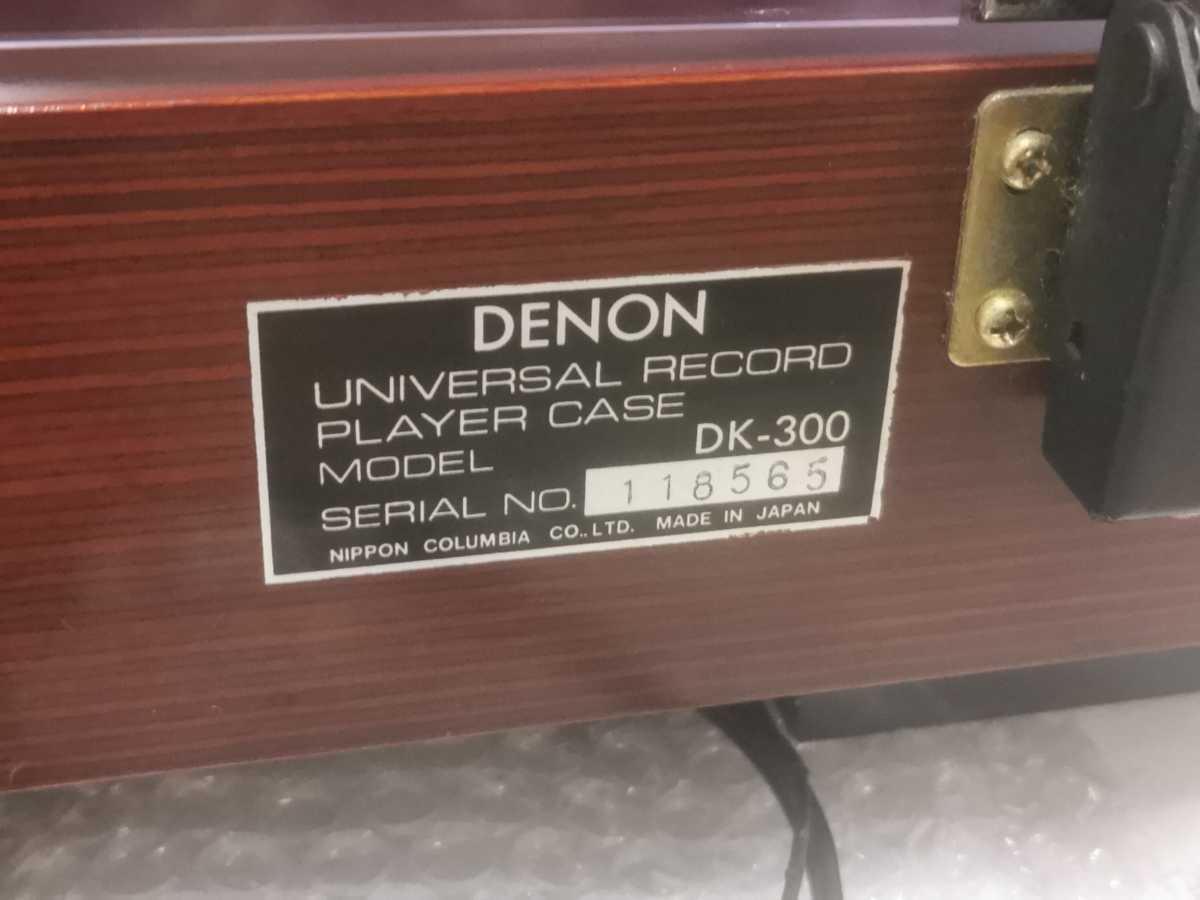 DENON
UNIVERSAL RECORD
PLAYER CASE
MODEL DK-300
SERIAL NO. 118565
NIPPON COLUMBIA CO.,LTD. MADE IN JAPAN